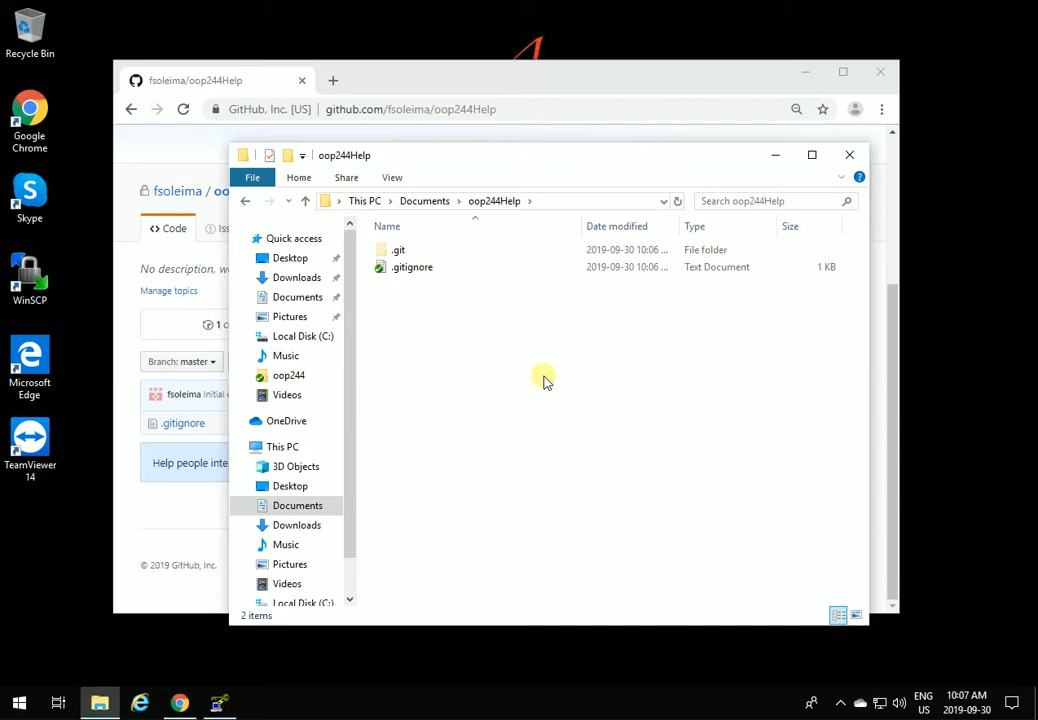 Recycle Bin
Google Chrome
Skype
WinSCP
Microsoft Edge
TeamViewer 14
fsoleima/oop244Help
GitHub, Inc. [US] | github.com/fsoleima/oop244Help
fsoleima / oo
Code
Iss
No description, we
Manage topics
1 c
Branch: master
fsoleima Initial c
.gitignore
Help people inte
© 2019 GitHub, Inc.
oop244Help
File Home Share View
This PC Documents oop244Help
Search oop244Help
Name Date modified Type Size
.git 2019-09-30 10:06 ... File folder
.gitignore 2019-09-30 10:06 ... Text Document 1 KB
Quick access
Desktop
Downloads
Documents
Pictures
Local Disk (C:)
Music
oop244
Videos
OneDrive
This PC
3D Objects
Desktop
Documents
Downloads
Music
Pictures
Videos
Local Disk (C:)
2 items
ENG
US
10:07 AM
2019-09-30